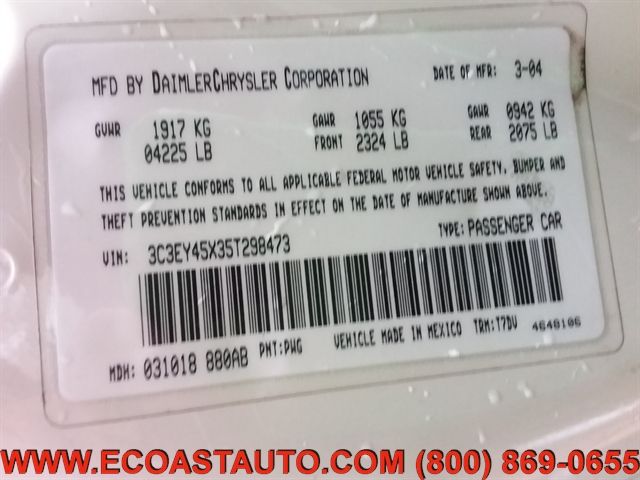 MFD BY DAIMLERCHRYSLER CORPORATION DATE OF MFR: 3-04
GVWR 1917 KG GAWR 1055 KG GAWR 0942 KG
04225 LB FRONT 2324 LB REAR 2075 LB
THIS VEHICLE CONFORMS TO ALL APPLICABLE FEDERAL MOTOR VEHICLE SAFETY, BUMPER AND
THEFT PREVENTION STANDARDS IN EFFECT ON THE DATE OF MANUFACTURE SHOWN ABOVE.
VIN: 3C3EY45X35T298473 TYPE: PASSENGER CAR
MDH: 031018 880AB PNT:PWG VEHICLE MADE IN MEXICO TRM:T7DV 4648106
WWW.ECOASTAUTO.COM (800) 869-0655